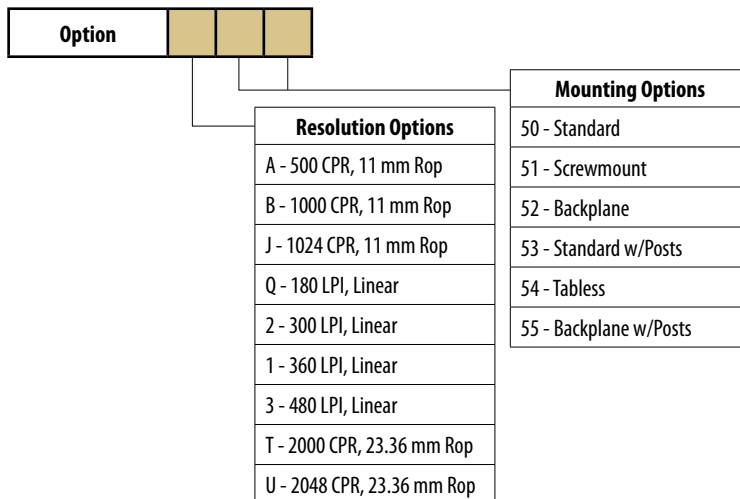 Option
Mounting Options
50 - Standard
51 - Screwmount
52 - Backplane
53 - Standard w/Posts
54 - Tabless
55 - Backplane w/Posts
Resolution Options
A - 500 CPR, 11 mm Rop
B - 1000 CPR, 11 mm Rop
J - 1024 CPR, 11 mm Rop
Q - 180 LPI, Linear
2 - 300 LPI, Linear
1 - 360 LPI, Linear
3 - 480 LPI, Linear
T - 2000 CPR, 23.36 mm Rop
U - 2048 CPR, 23.36 mm Rop